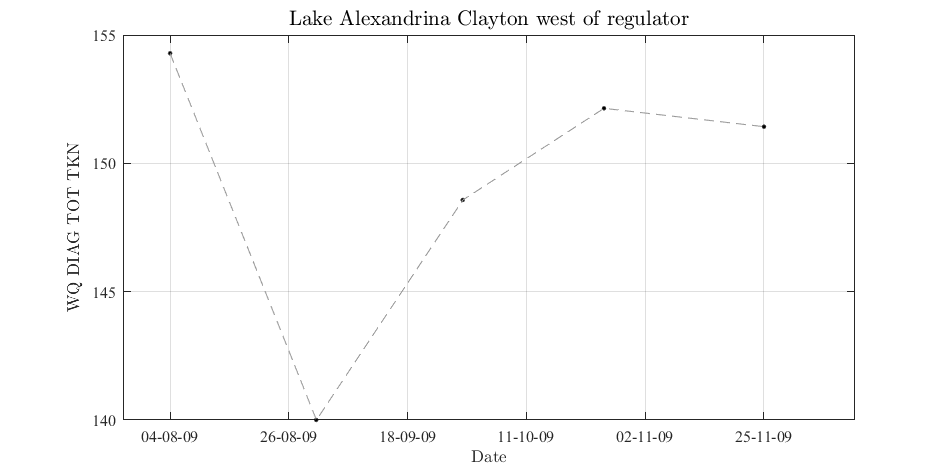 Lake Alexandrina Clayton west of regulator
155
150
145
140
WQ DIAG TOT TKN
04-08-09 26-08-09 18-09-09 11-10-09 02-11-09 25-11-09
Date